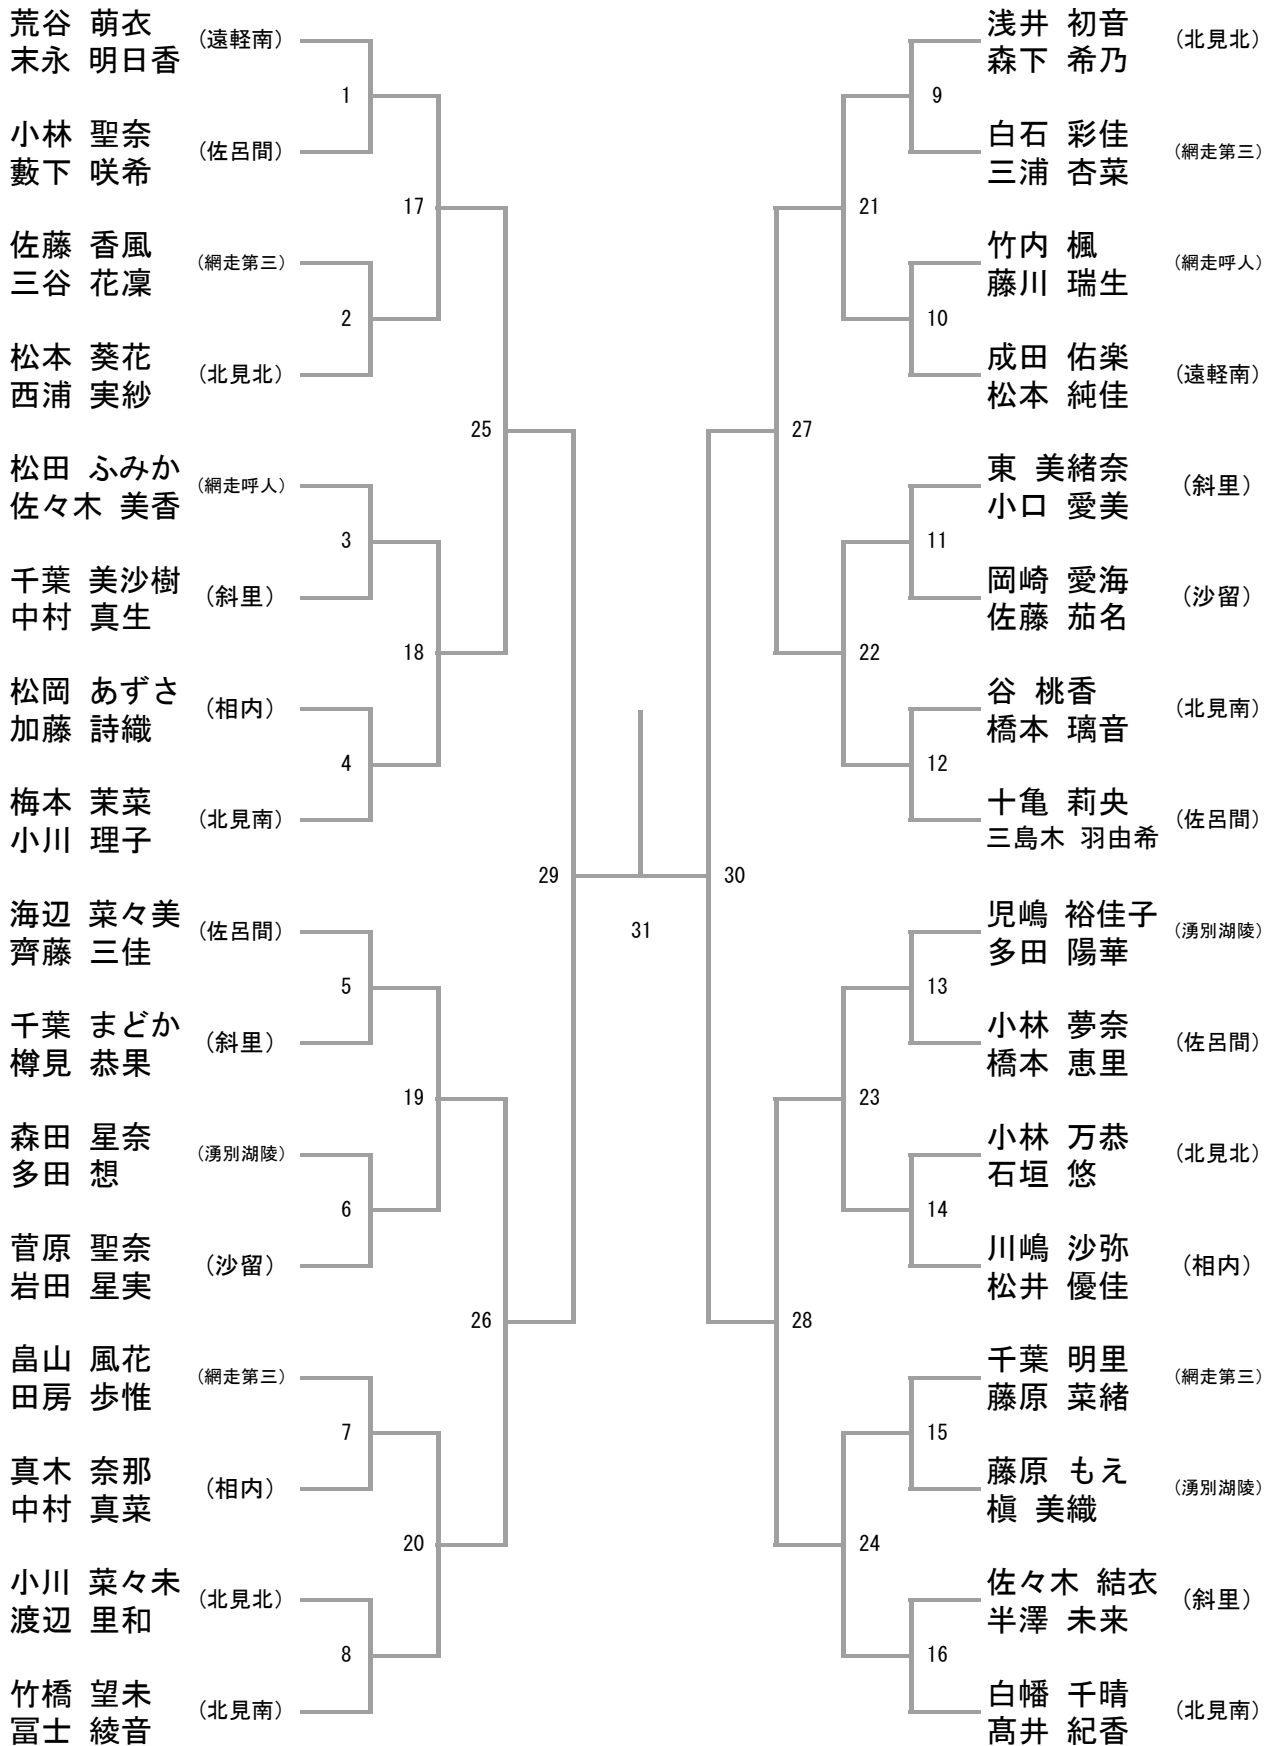 荒谷 萌衣
末永 明日香
(遠軽南)
1
小林 聖奈
藪下 咲希
(佐呂間)
17
佐藤 香風
三谷 花凜
(網走第三)
2
松本 葵花
西浦 実紗
(北見北)
25
松田 ふみか
佐々木 美香
(網走呼人)
3
千葉 美沙樹
中村 真生
(斜里)
18
松岡 あずさ
加藤 詩織
(相内)
4
梅本 茉菜
小川 理子
(北見南)
29
海辺 菜々美
齊藤 三佳
(佐呂間)
5
千葉 まどか
樽見 恭果
(斜里)
19
森田 星奈
多田 想
(湧別湖陵)
6
菅原 聖奈
岩田 星実
(沙留)
26
畠山 風花
田房 歩惟
(網走第三)
7
真木 奈那
中村 真菜
(相内)
20
小川 菜々未
渡辺 里和
(北見北)
8
竹橋 望未
冨士 綾音
(北見南)
31
浅井 初音
森下 希乃
(北見北)
9
白石 彩佳
三浦 杏菜
(網走第三)
21
竹内 楓
藤川 瑞生
(網走呼人)
10
成田 佑楽
松本 純佳
(遠軽南)
27
東 美緒奈
小口 愛美
(斜里)
11
岡崎 愛海
佐藤 茄名
(沙留)
22
谷 桃香
橋本 璃音
(北見南)
12
十亀 莉央
三島木 羽由希
(佐呂間)
30
児嶋 裕佳子
多田 陽華
(湧別湖陵)
13
小林 夢奈
橋本 恵里
(佐呂間)
23
小林 万恭
石垣 悠
(北見北)
14
川嶋 沙弥
松井 優佳
(相内)
28
千葉 明里
藤原 菜緒
(網走第三)
15
藤原 もえ
槇 美織
(湧別湖陵)
24
佐々木 結衣
半澤 未来
(斜里)
16
白幡 千晴
髙井 紀香
(北見南)